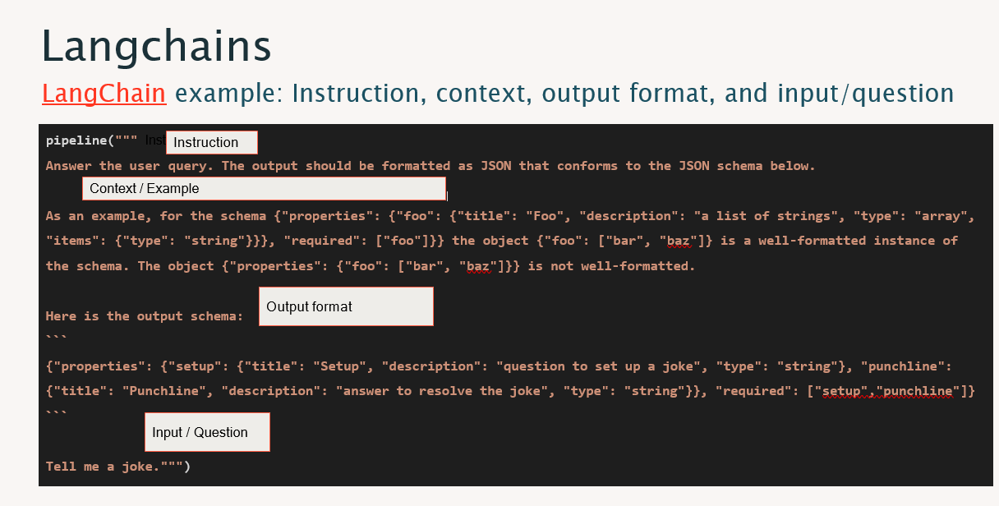 Langchains
LangChain example: Instruction, context, output format, and input/question
pipeline(""" Inst Instruction
Answer the user query. The output should be formatted as JSON that conforms to the JSON schema below.
Context / Example
As an example, for the schema {"properties": {"foo": {"title": "Foo", "description": "a list of strings", "type": "array",
"items": {"type": "string"}}}, "required": ["foo"]}} the object {"foo": ["bar", "baz"]} is a well-formatted instance of
the schema. The object {"properties": {"foo": ["bar", "baz"]}} is not well-formatted.
Output format
Here is the output schema:
```
{"properties": {"setup": {"title": "Setup", "description": "question to set up a joke", "type": "string"}, "punchline":
{"title": "Punchline", "description": "answer to resolve the joke", "type": "string"}}, "required": ["setup","punchline"]}
```
Input / Question
Tell me a joke.""")